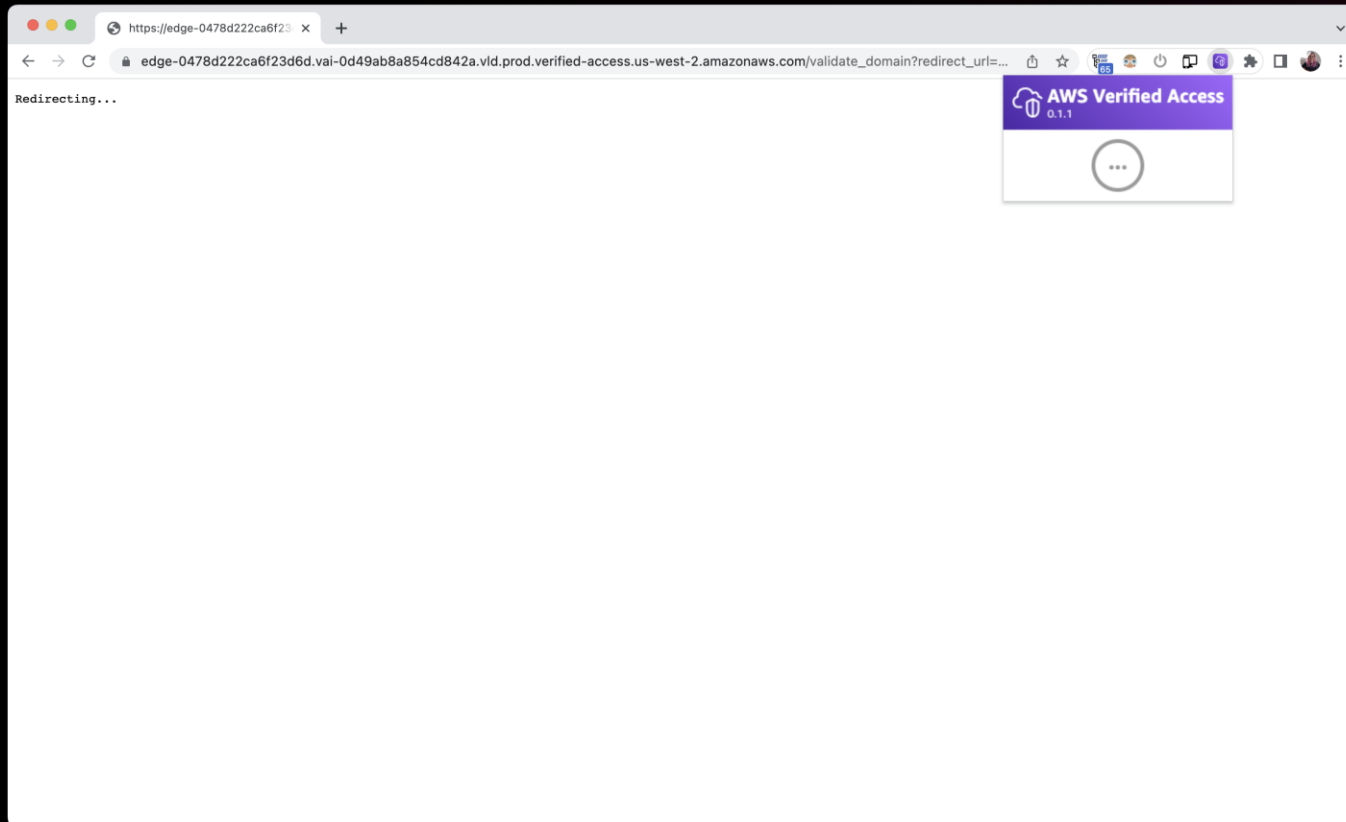 https://edge-0478d222ca6f23
edge-0478d222ca6f23d6d.vai-0d49ab8a854cd842a.vld.prod.verified-access.us-west-2.amazonaws.com/validate_domain?redirect_url=...
65
Redirecting...
AWS Verified Access
0.1.1